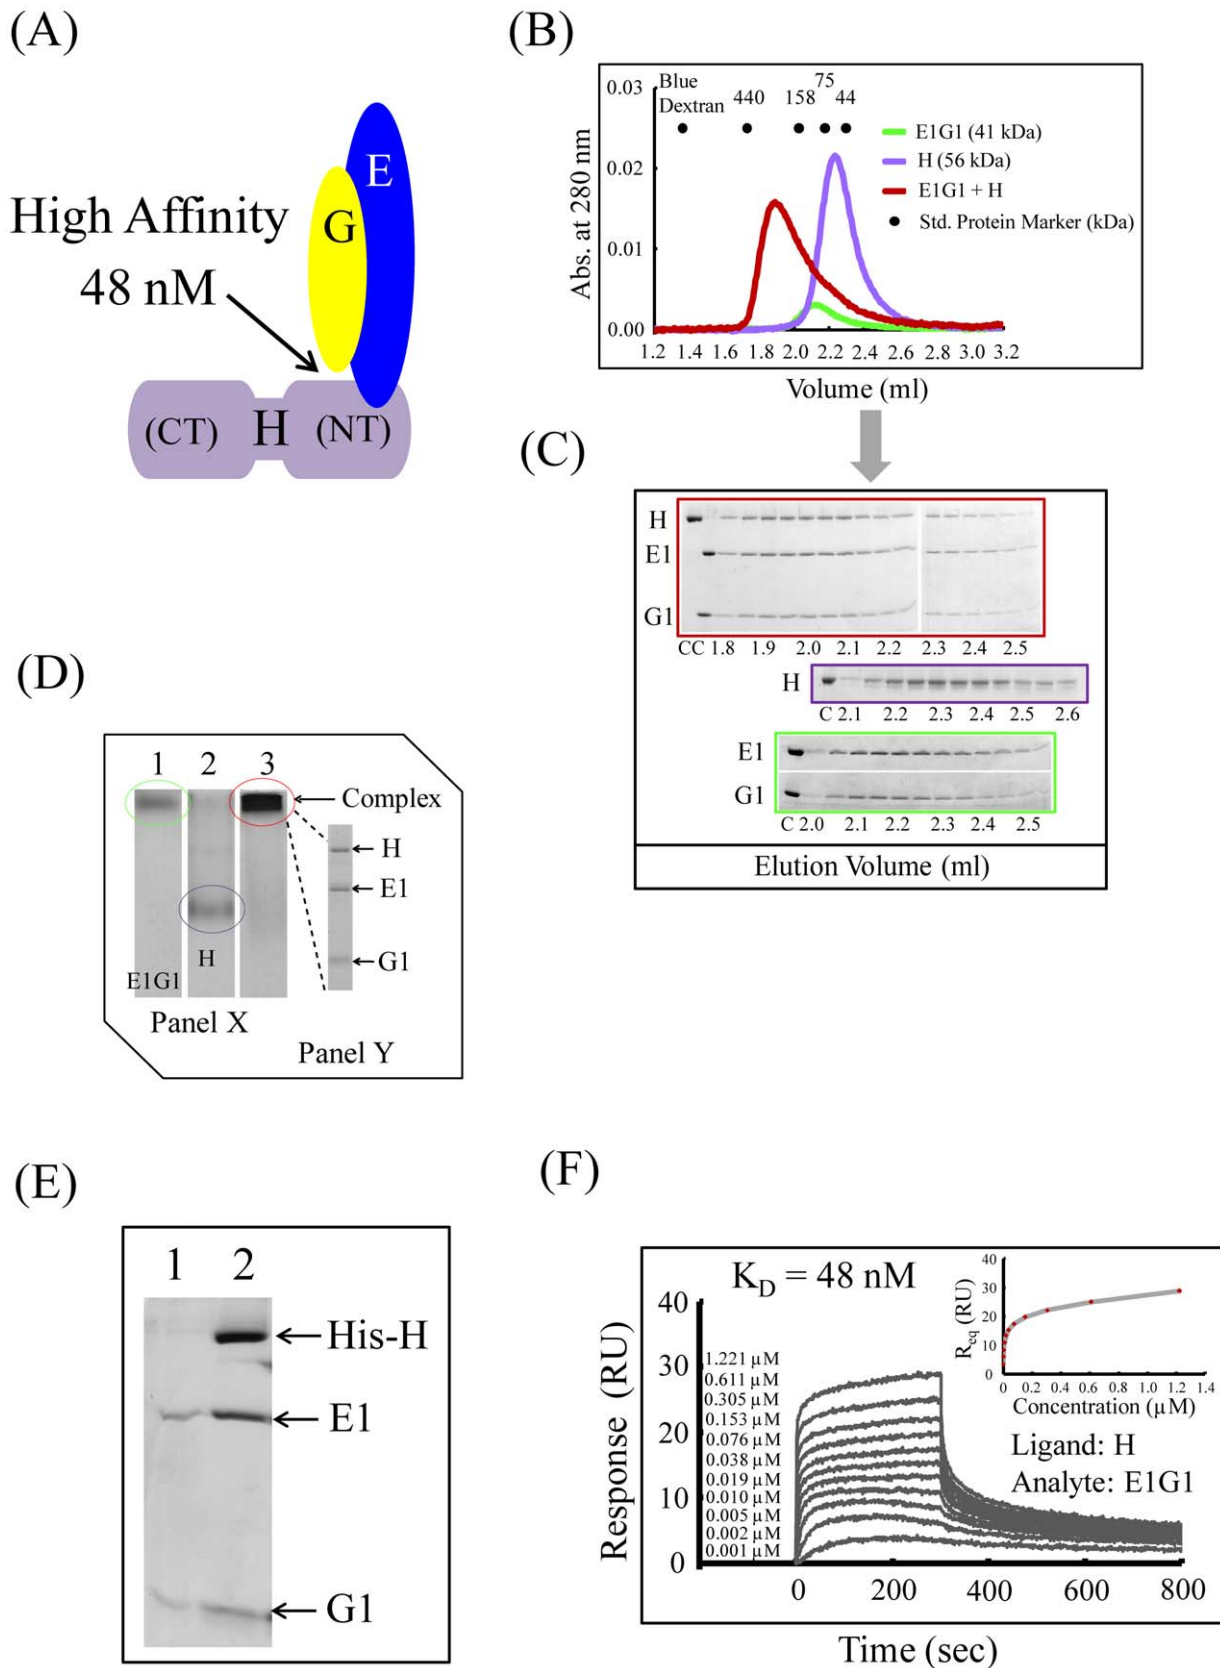 (A)
High Affinity
48 nM
G
E
(CT)
H
(NT)
(B)
0.03
0.02
0.01
0.00
Abs. at 280 nm
Blue
Dextran
440
158
75
44
E1G1 (41 kDa)
H (56 kDa)
E1G1 + H
Std. Protein Marker (kDa)
1.2 1.4 1.6 1.8 2.0 2.2 2.4 2.6 2.8 3.0 3.2
Volume (ml)
(C)
H
E1
G1
CC 1.8 1.9 2.0 2.1 2.2 2.3 2.4 2.5
H
C 2.1 2.2 2.3 2.4 2.5 2.6
E1
G1
C 2.0 2.1 2.2 2.3 2.4 2.5
Elution Volume (ml)
(D)
1 2 3
Complex
H
E1
G1
E1G1
H
Panel X
Panel Y
(E)
1 2
His-H
E1
G1
(F)
K_D = 48 nM
40
30
20
10
0
Response (RU)
1.221 µM
0.611 µM
0.305 µM
0.153 µM
0.076 µM
0.038 µM
0.019 µM
0.010 µM
0.005 µM
0.002 µM
0.001 µM
40
30
20
10
0
R_eq (RU)
0 0.2 0.4 0.6 0.8 1.0 1.2 1.4
Concentration (µM)
Ligand: H
Analyte: E1G1
0 200 400 600 800
Time (sec)